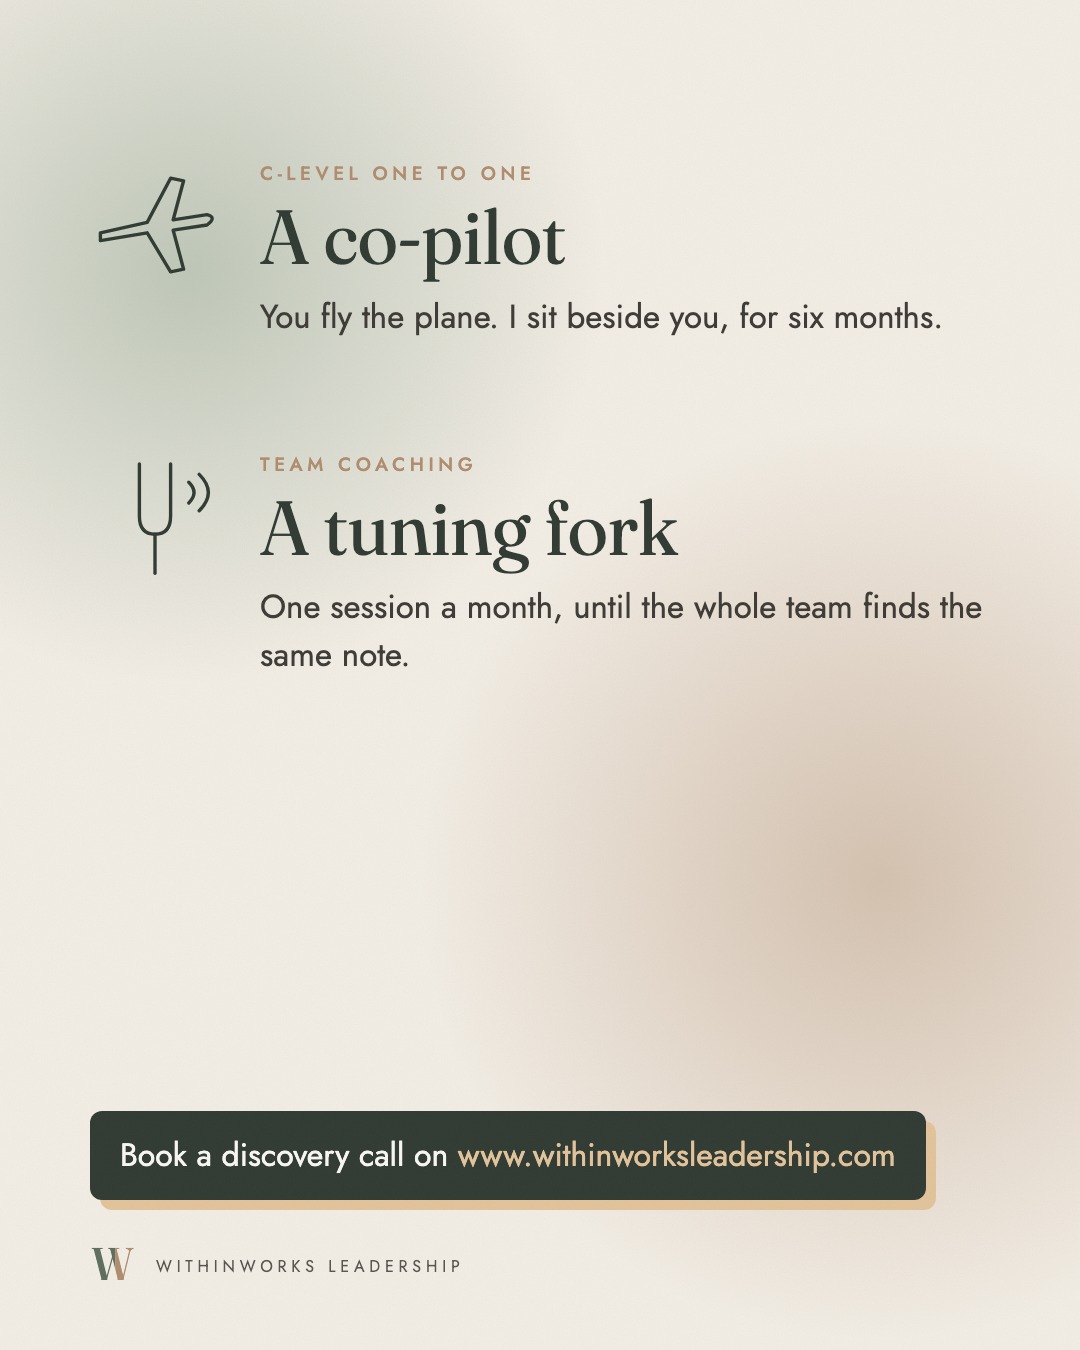 C-LEVEL ONE TO ONE
A co-pilot
You fly the plane. I sit beside you, for six months.
TEAM COACHING
A tuning fork
One session a month, until the whole team finds the
same note.
Book a discovery call on www.withinworksleadership.com
W WITHINWORKS LEADERSHIP